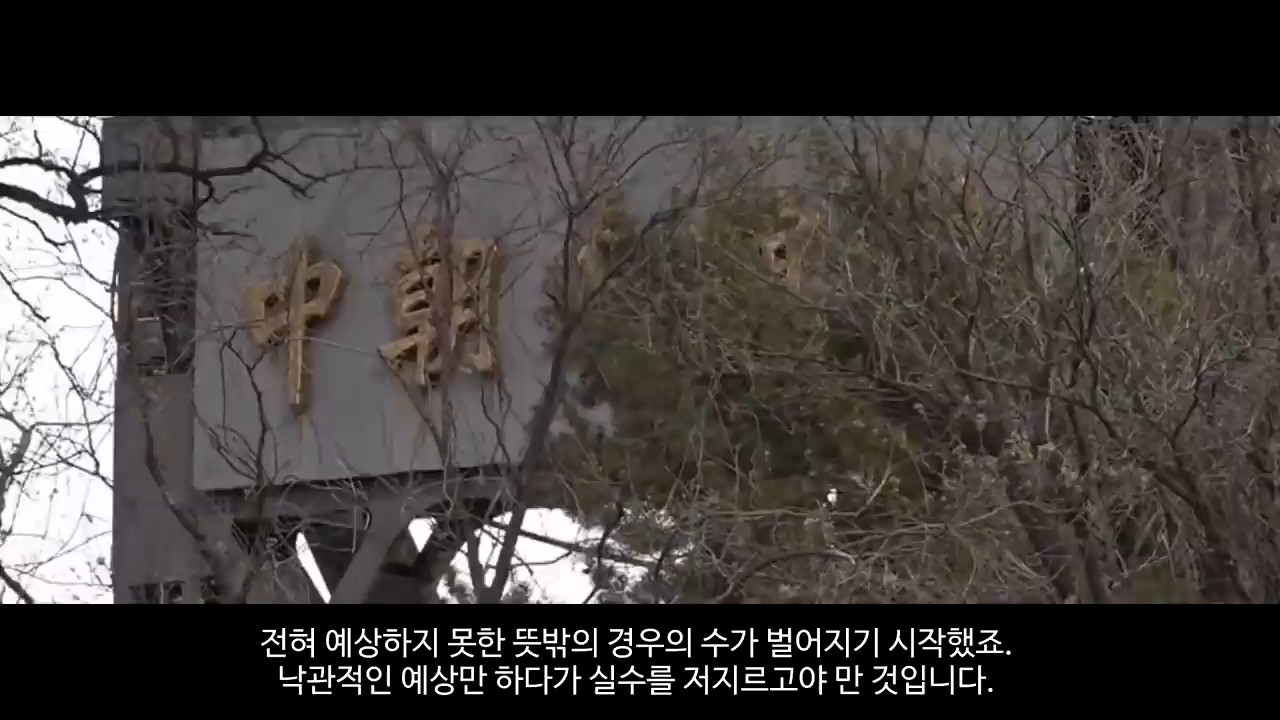 中朝
전혀 예상하지 못한 뜻밖의 경우의 수가 벌어지기 시작했죠.
낙관적인 예상만 하다가 실수를 저지르고야 만 것입니다.